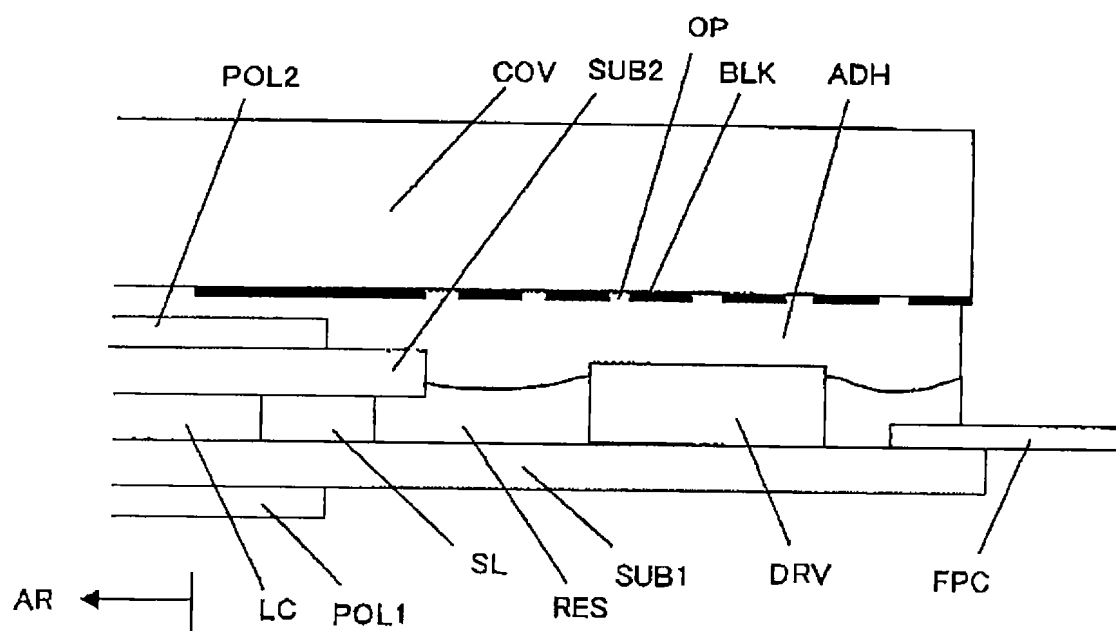 OP
POL2 COV SUB2 BLK ADH
SL SUB1 DRV FPC
AR LC POL1 RES